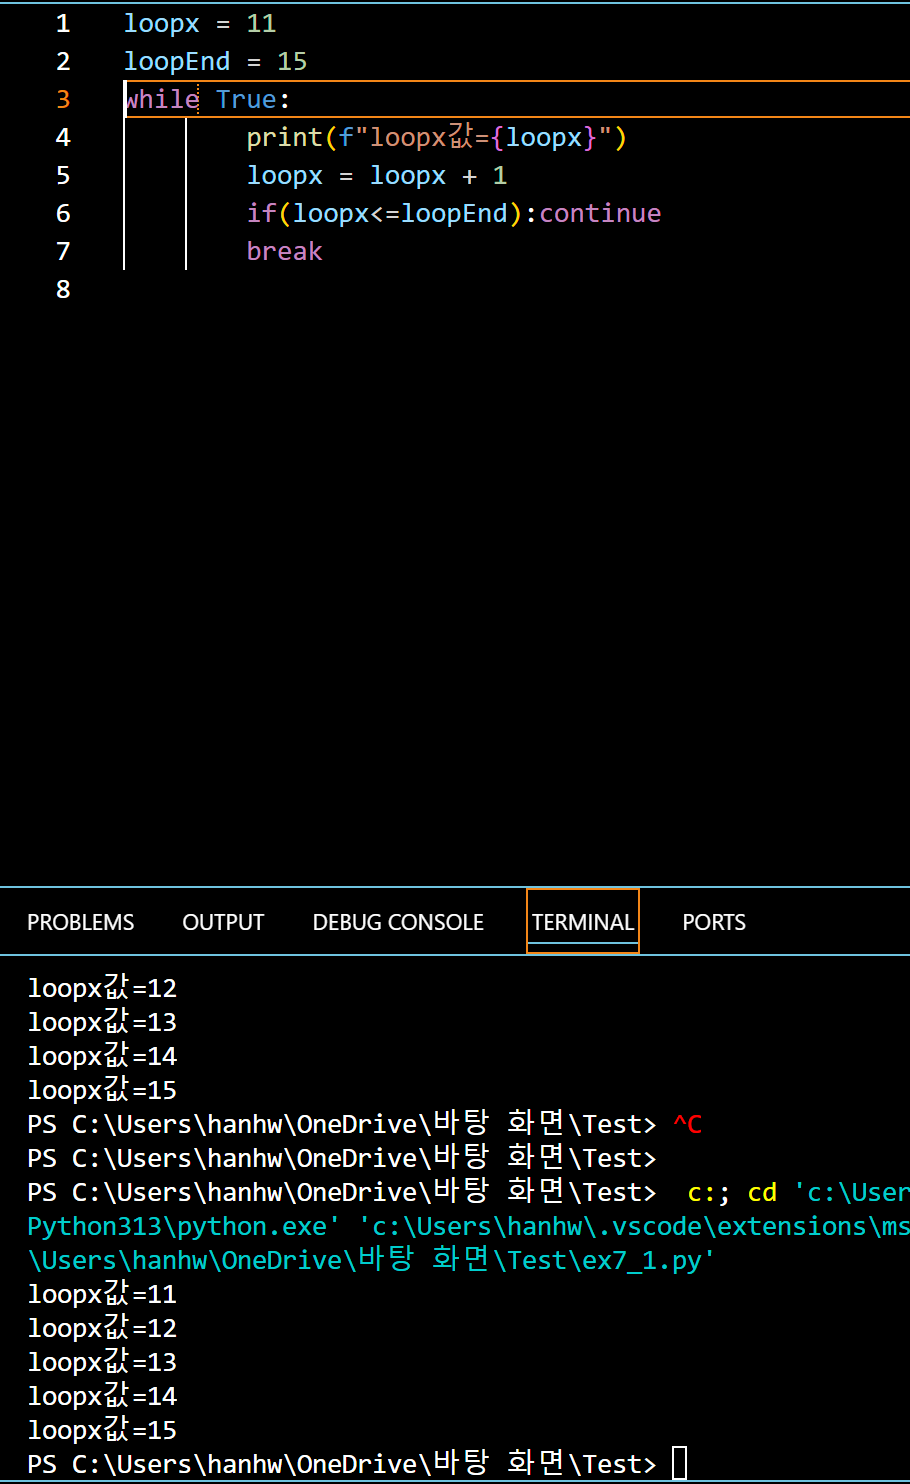 1 loopx = 11
2 loopEnd = 15
3 while True:
4 print(f"loopx값={loopx}")
5 loopx = loopx + 1
6 if(loopx<=loopEnd):continue
7 break
8
PROBLEMS OUTPUT DEBUG CONSOLE TERMINAL PORTS
loopx값=12
loopx값=13
loopx값=14
loopx값=15
PS C:\Users\hanhw\OneDrive\바탕 화면\Test> ^C
PS C:\Users\hanhw\OneDrive\바탕 화면\Test>
PS C:\Users\hanhw\OneDrive\바탕 화면\Test>  c:; cd 'c:\User
Python313\python.exe' 'c:\Users\hanhw\.vscode\extensions\ms
\Users\hanhw\OneDrive\바탕 화면\Test\ex7_1.py'
loopx값=11
loopx값=12
loopx값=13
loopx값=14
loopx값=15
PS C:\Users\hanhw\OneDrive\바탕 화면\Test>